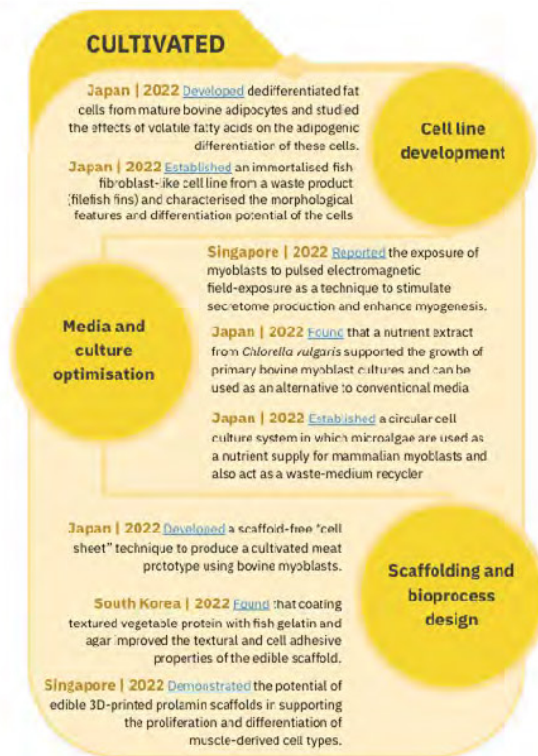 CULTIVATED
Japan | 2022 Developed dedifferentiated fat
cells from mature bovine adipocytes and studied
the effects of volatile fatty acids on the adipogenic
differentiation of these cells.
Japan | 2022 Established an immortalised fish
fibroblast-like cell line from a waste product
(filefish fins) and characterised the morphological
features and differentiation potential of the cells
Cell line
development
Singapore | 2022 Reported the exposure of
myoblasts to pulsed electromagnetic
field-exposure as a technique to stimulate
secretome production and enhance myogenesis.
Japan | 2022 Found that a nutrient extract
from Chlorella vulgaris supported the growth of
primary bovine myoblast cultures and can be
used as an alternative to conventional media
Japan | 2022 Established a circular cell
culture system in which microalgae are used as
a nutrient supply for mammalian myoblasts and
also act as a waste-medium recycler
Media and
culture
optimisation
Japan | 2022 Developed a scaffold-free "cell
sheet" technique to produce a cultivated meat
prototype using bovine myoblasts.
South Korea | 2022 Found that coating
textured vegetable protein with fish gelatin and
agar improved the textural and cell adhesive
properties of the edible scaffold.
Singapore | 2022 Demonstrated the potential of
edible 3D-printed prolamin scaffolds in supporting
the proliferation and differentiation of
muscle-derived cell types.
Scaffolding and
bioprocess
design